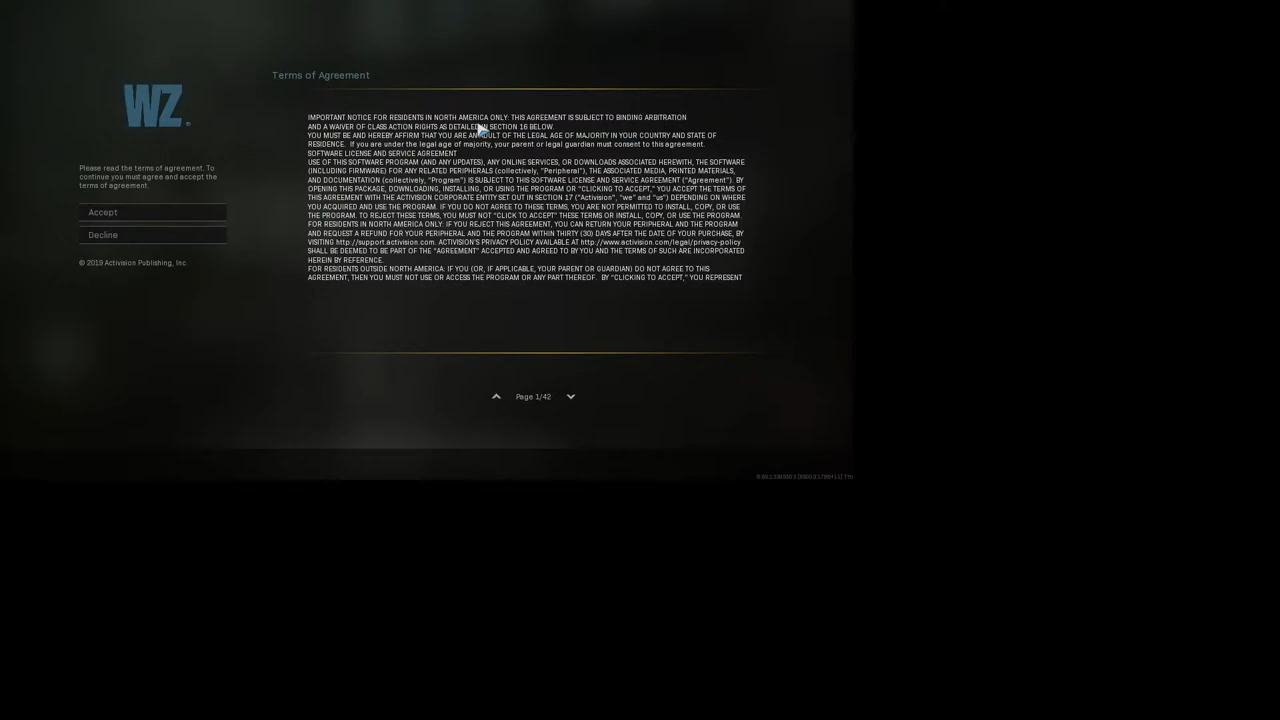 Terms of Agreement
WZ
IMPORTANT NOTICE FOR RESIDENTS IN NORTH AMERICA ONLY: THIS AGREEMENT IS SUBJECT TO BINDING ARBITRATION
AND A WAIVER OF CLASS ACTION RIGHTS AS DETAILED IN SECTION 16 BELOW.
YOU MUST BE AND HEREBY AFFIRM THAT YOU ARE AN ADULT OF THE LEGAL AGE OF MAJORITY IN YOUR COUNTRY AND STATE OF
RESIDENCE. If you are under the legal age of majority, your parent or legal guardian must consent to this agreement.
SOFTWARE LICENSE AND SERVICE AGREEMENT
USE OF THIS SOFTWARE PROGRAM (AND ANY UPDATES), ANY ONLINE SERVICES, OR DOWNLOADS ASSOCIATED HEREWITH, THE SOFTWARE
(INCLUDING FIRMWARE) FOR ANY RELATED PERIPHERALS (collectively, "Peripheral"), THE ASSOCIATED MEDIA, PRINTED MATERIALS,
AND DOCUMENTATION (collectively, "Program") IS SUBJECT TO THIS SOFTWARE LICENSE AND SERVICE AGREEMENT ("Agreement"). BY
OPENING THIS PACKAGE, DOWNLOADING, INSTALLING, OR USING THE PROGRAM OR "CLICKING TO ACCEPT," YOU ACCEPT THE TERMS OF
THIS AGREEMENT WITH THE ACTIVISION CORPORATE ENTITY SET OUT IN SECTION 17 ("Activision", "we" and "us") DEPENDING ON WHERE
YOU ACQUIRED AND USE THE PROGRAM. IF YOU DO NOT AGREE TO THESE TERMS, YOU ARE NOT PERMITTED TO INSTALL, COPY, OR USE
THE PROGRAM. TO REJECT THESE TERMS, YOU MUST NOT "CLICK TO ACCEPT" THESE TERMS OR INSTALL, COPY, OR USE THE PROGRAM.
FOR RESIDENTS IN NORTH AMERICA ONLY: IF YOU REJECT THIS AGREEMENT, YOU CAN RETURN YOUR PERIPHERAL AND THE PROGRAM
AND REQUEST A REFUND FOR YOUR PERIPHERAL AND THE PROGRAM WITHIN THIRTY (30) DAYS AFTER THE DATE OF YOUR PURCHASE, BY
VISITING http://support.activision.com. ACTIVISION'S PRIVACY POLICY AVAILABLE AT http://www.activision.com/legal/privacy-policy
SHALL BE DEEMED TO BE PART OF THE "AGREEMENT" ACCEPTED AND AGREED TO BY YOU AND THE TERMS OF SUCH ARE INCORPORATED
HEREIN BY REFERENCE.
FOR RESIDENTS OUTSIDE NORTH AMERICA: IF YOU (OR, IF APPLICABLE, YOUR PARENT OR GUARDIAN) DO NOT AGREE TO THIS
AGREEMENT, THEN YOU MUST NOT USE OR ACCESS THE PROGRAM OR ANY PART THEREOF. BY "CLICKING TO ACCEPT," YOU REPRESENT
Please read the terms of agreement. To
continue you must agree and accept the
terms of agreement.
Accept
Decline
© 2019 Activision Publishing, Inc.
Page 1/42